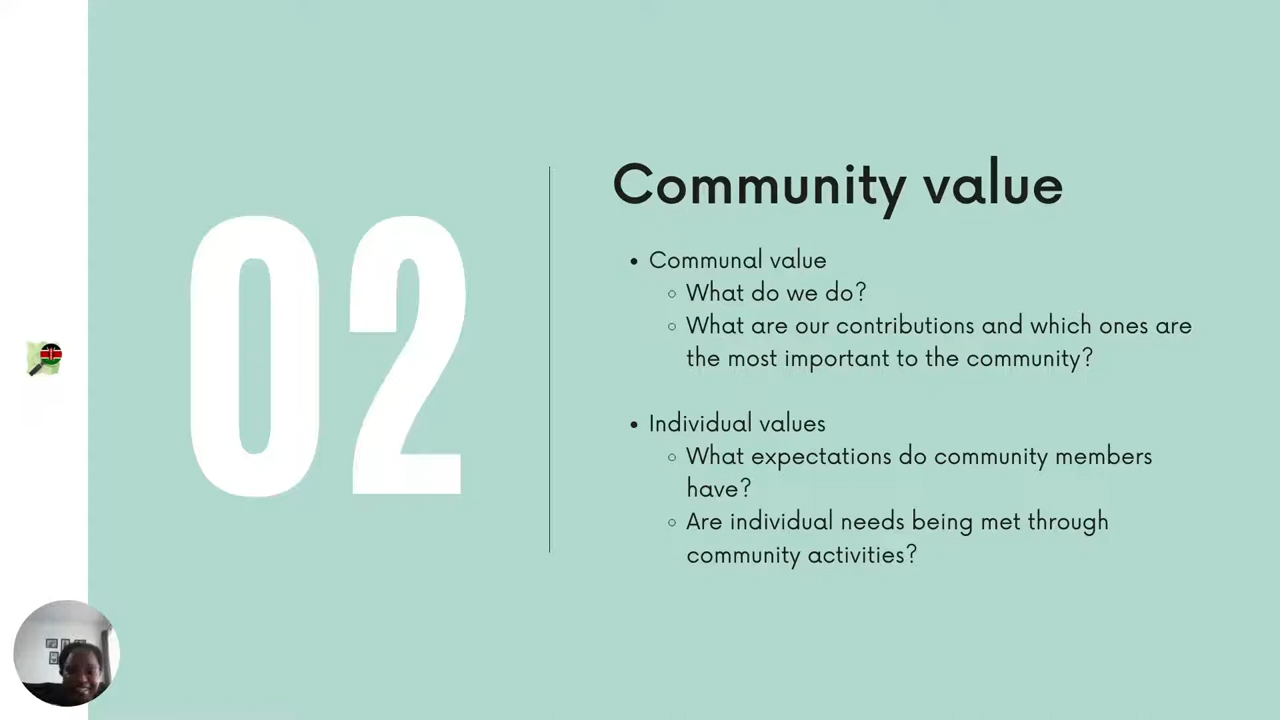 02
Community value
• Communal value
○ What do we do?
○ What are our contributions and which ones are
the most important to the community?
• Individual values
○ What expectations do community members
have?
○ Are individual needs being met through
community activities?